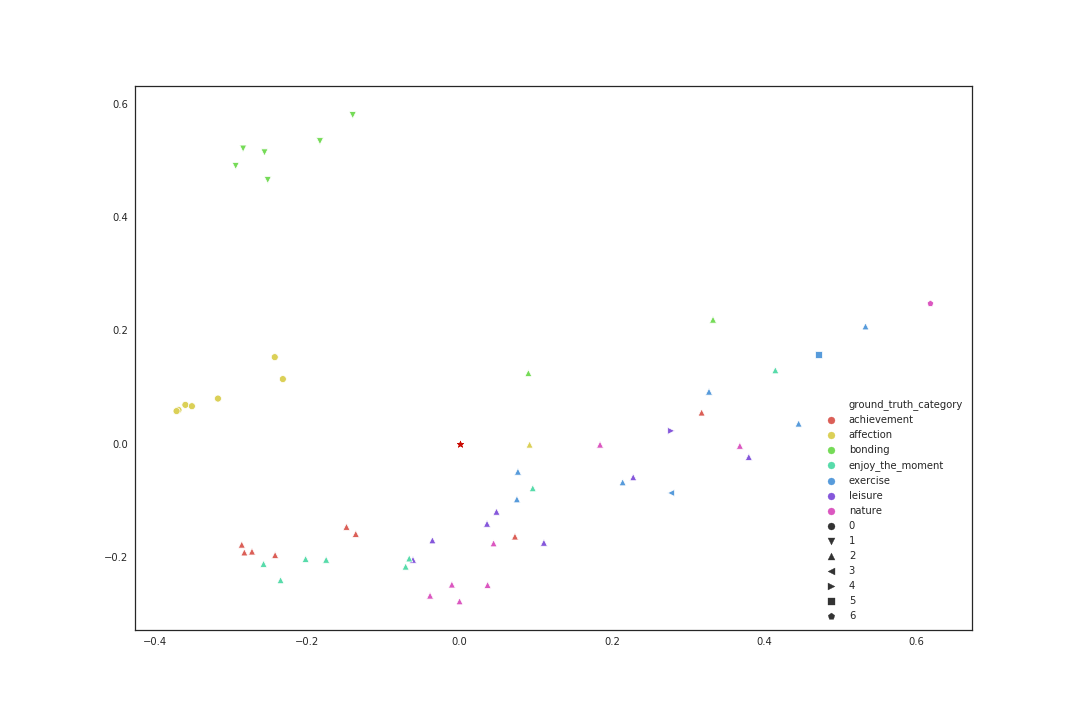 0.6
0.4
0.2
0.0
−0.2
−0.4
−0.2
0.0
0.2
0.4
0.6
ground_truth_category
achievement
affection
bonding
enjoy_the_moment
exercise
leisure
nature
0
1
2
3
4
5
6